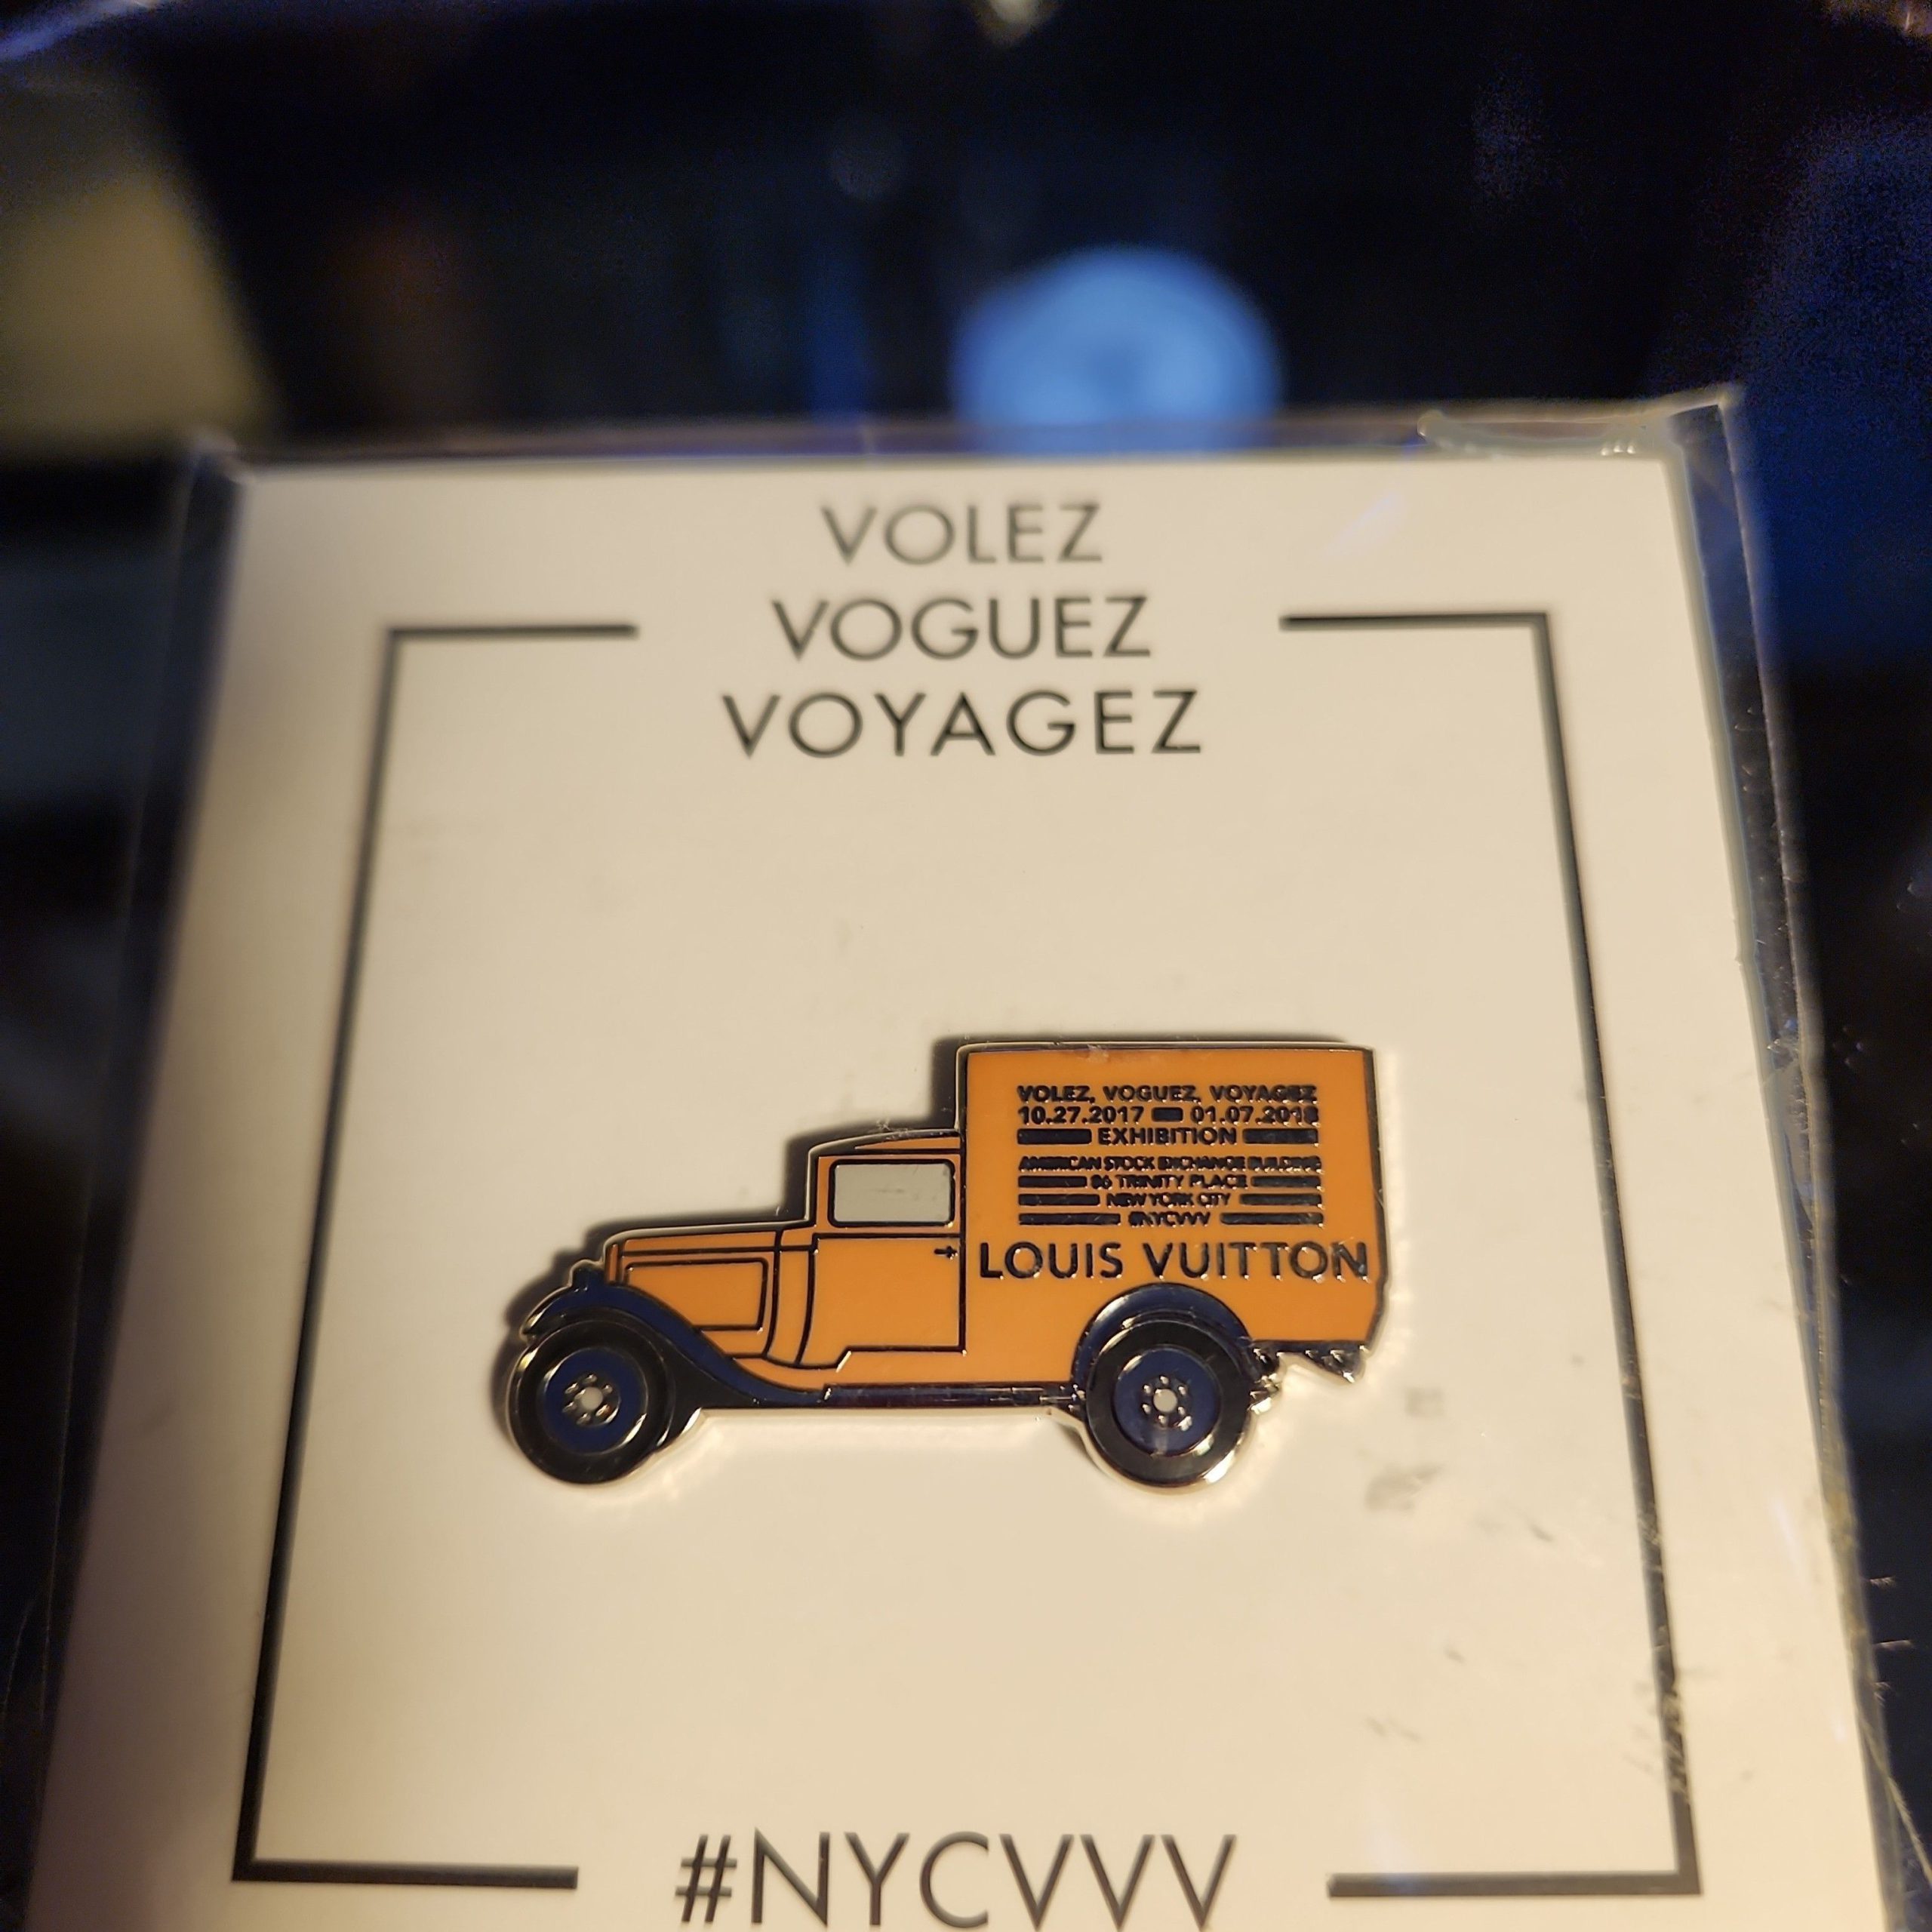 VOLEZ
VOGUEZ
VOYAGEZ
VOLEZ, VOGUEZ, VOYAGEZ
10.27.2017 — 01.07.2018
EXHIBITION
AMERICAN STOCK EXCHANGE BUILDING
86 TRINITY PLACE
NEW YORK CITY
#NYCVVV
LOUIS VUITTON
#NYCVVV